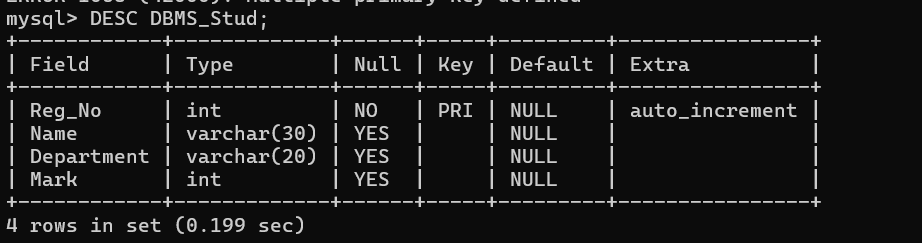 mysql> DESC DBMS_Stud;
+------------+-------------+------+-----+---------+----------------+
| Field      | Type        | Null | Key | Default | Extra          |
+------------+-------------+------+-----+---------+----------------+
| Reg_No     | int         | NO   | PRI | NULL    | auto_increment |
| Name       | varchar(30) | YES  |     | NULL    |                |
| Department | varchar(20) | YES  |     | NULL    |                |
| Mark       | int         | YES  |     | NULL    |                |
+------------+-------------+------+-----+---------+----------------+
4 rows in set (0.199 sec)